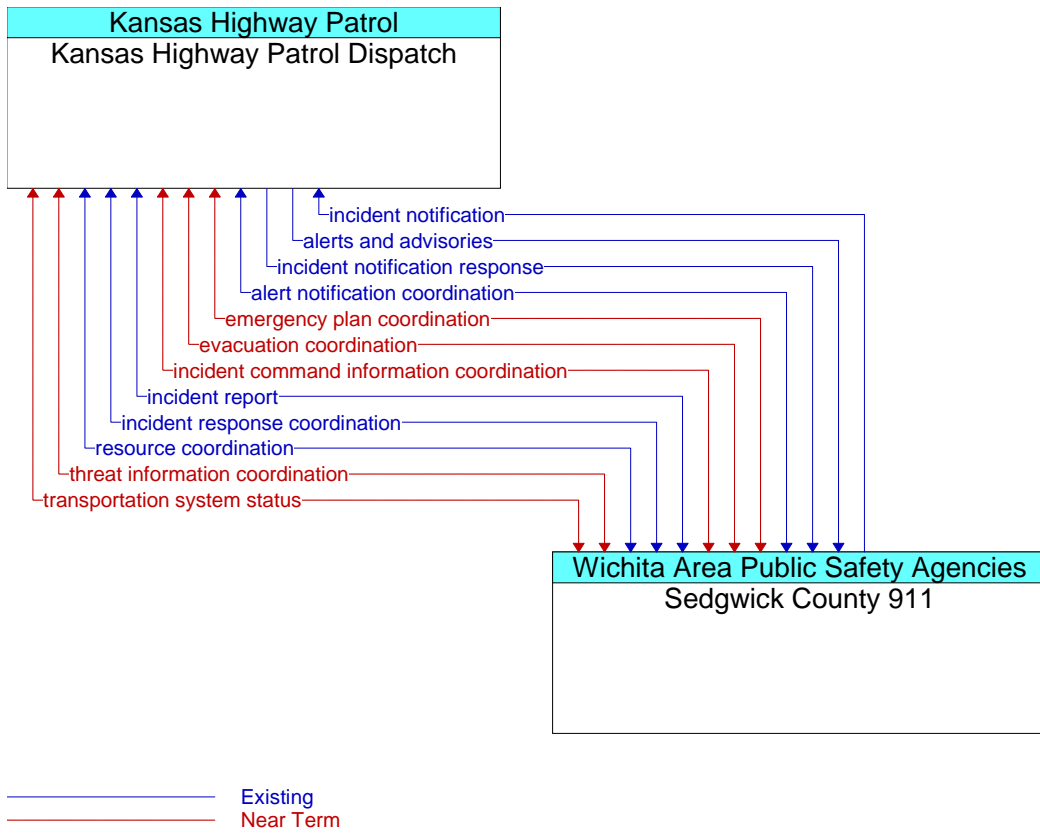 Kansas Highway Patrol
Kansas Highway Patrol Dispatch
incident notification
alerts and advisories
incident notification response
alert notification coordination
emergency plan coordination
evacuation coordination
incident command information coordination
incident report
incident response coordination
resource coordination
threat information coordination
transportation system status
Wichita Area Public Safety Agencies
Sedgwick County 911
Existing
Near Term